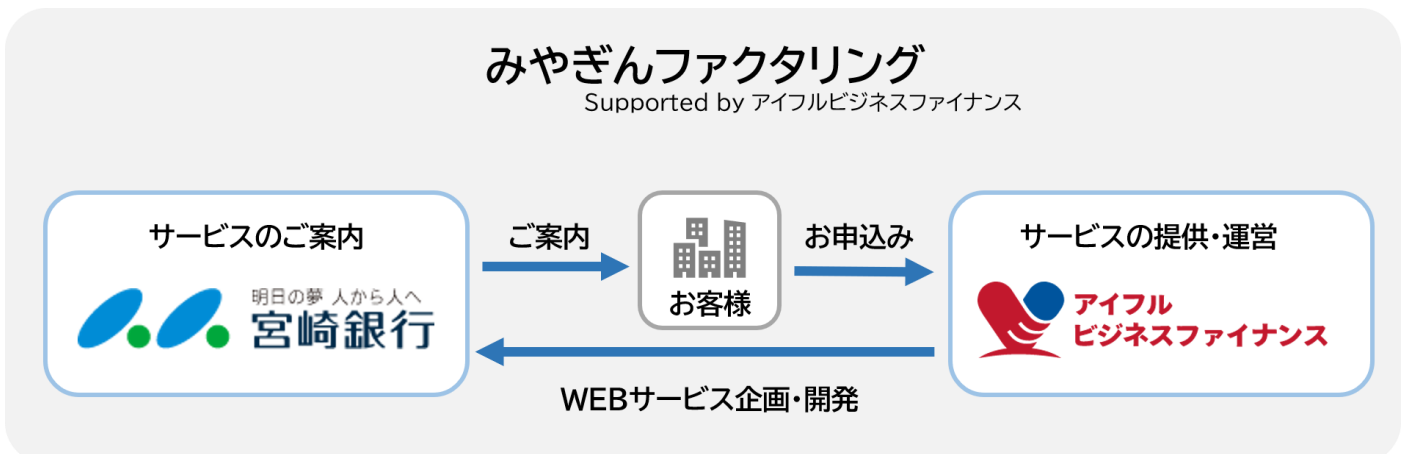 みやぎんファクタリング
Supported by アイフルビジネスファイナンス
サービスのご案内
明日の夢 人から人へ
宮崎銀行
ご案内
お客様
お申込み
サービスの提供・運営
アイフル
ビジネスファイナンス
WEBサービス企画・開発